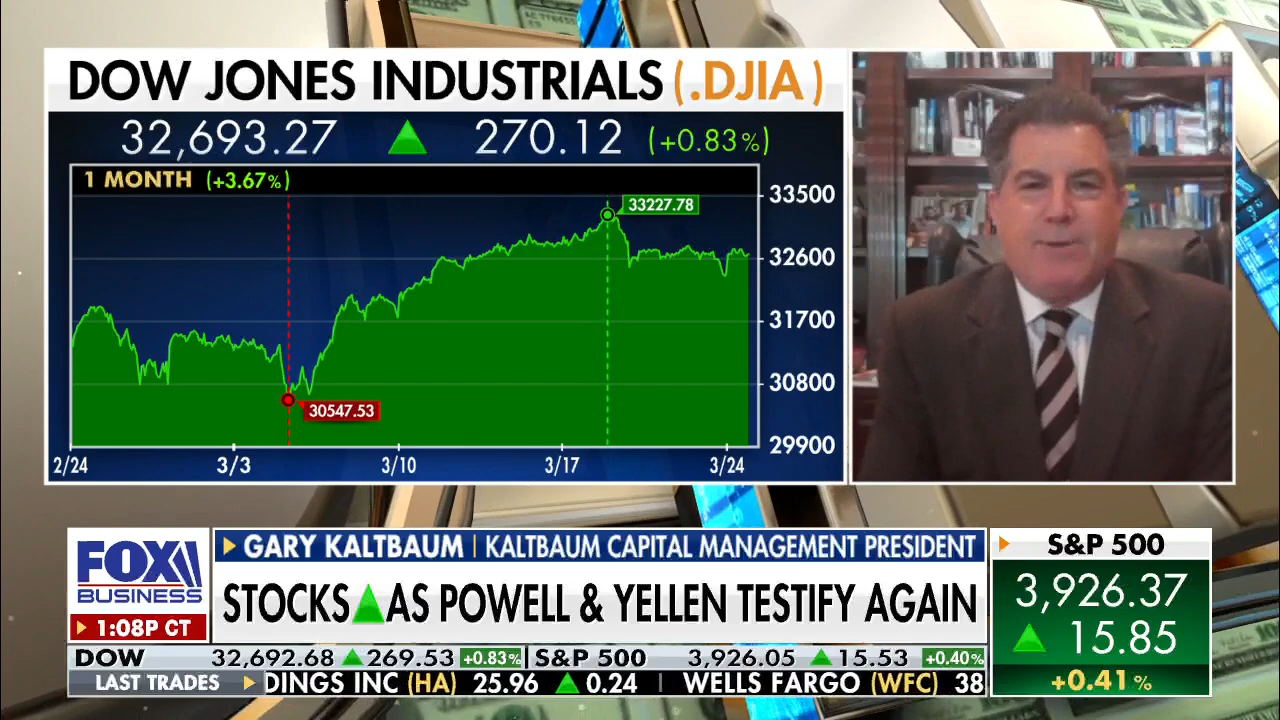 DOW JONES INDUSTRIALS (.DJIA)
32,693.27 ▲ 270.12 (+0.83%)
1 MONTH (+3.67%)
33227.78
30547.53
33500
32600
31700
30800
29900
2/24 3/3 3/10 3/17 3/24
FOX BUSINESS
1:08P CT
GARY KALTBAUM | KALTBAUM CAPITAL MANAGEMENT PRESIDENT
STOCKS ▲ AS POWELL & YELLEN TESTIFY AGAIN
S&P 500
3,926.37
▲ 15.85
+0.41%
DOW 32,692.68 ▲ 269.53 +0.83% S&P 500 3,926.05 ▲ 15.53 +0.40%
LAST TRADES DINGS INC (HA) 25.96 ▲ 0.24 | WELLS FARGO (WFC) 38